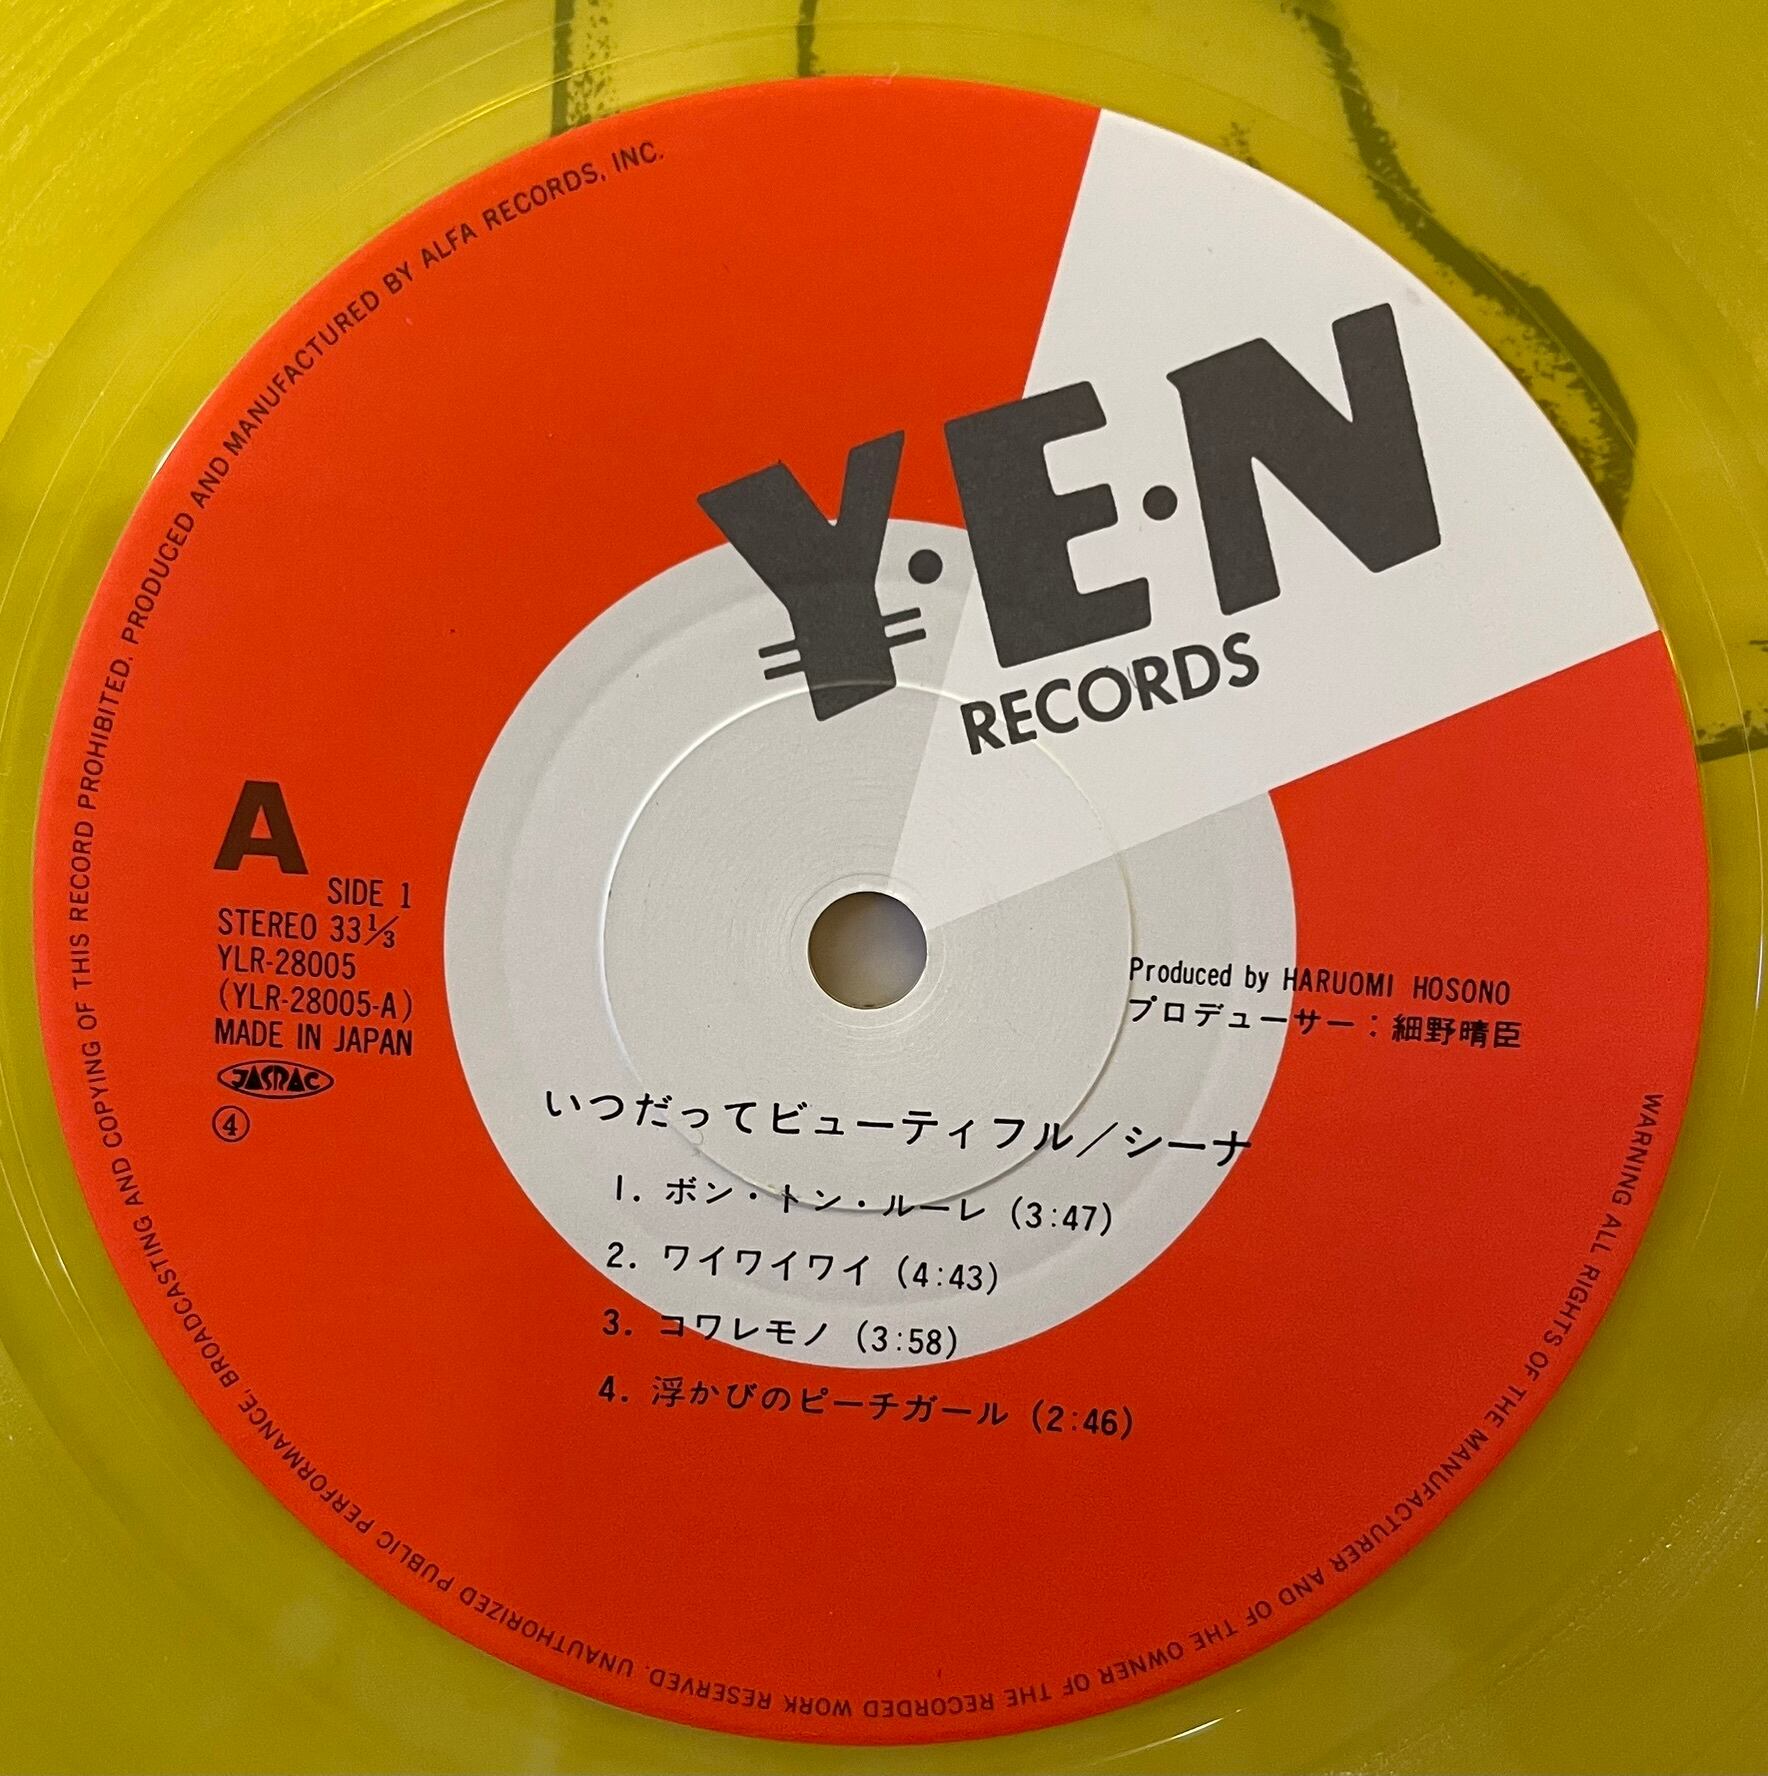 Y·E·N
RECORDS
A
SIDE 1
STEREO 33 1/3
YLR-28005
(YLR-28005-A)
MADE IN JAPAN
JASRAC
④
Produced by HARUOMI HOSONO
プロデューサー：細野晴臣
いつだってビューティフル／シーナ
1. ボン・トン・ルーレ (3:47)
2. ワイワイワイ (4:43)
3. コワレモノ (3:58)
4. 浮かびのピーチガール (2:46)
WARNING ALL RIGHTS OF THE MANUFACTURER AND OF THE OWNER OF THE RECORDED WORK RESERVED. UNAUTHORIZED PUBLIC PERFORMANCE, BROADCASTING AND COPYING OF THIS RECORD PROHIBITED. PRODUCED AND MANUFACTURED BY ALFA RECORDS, INC.